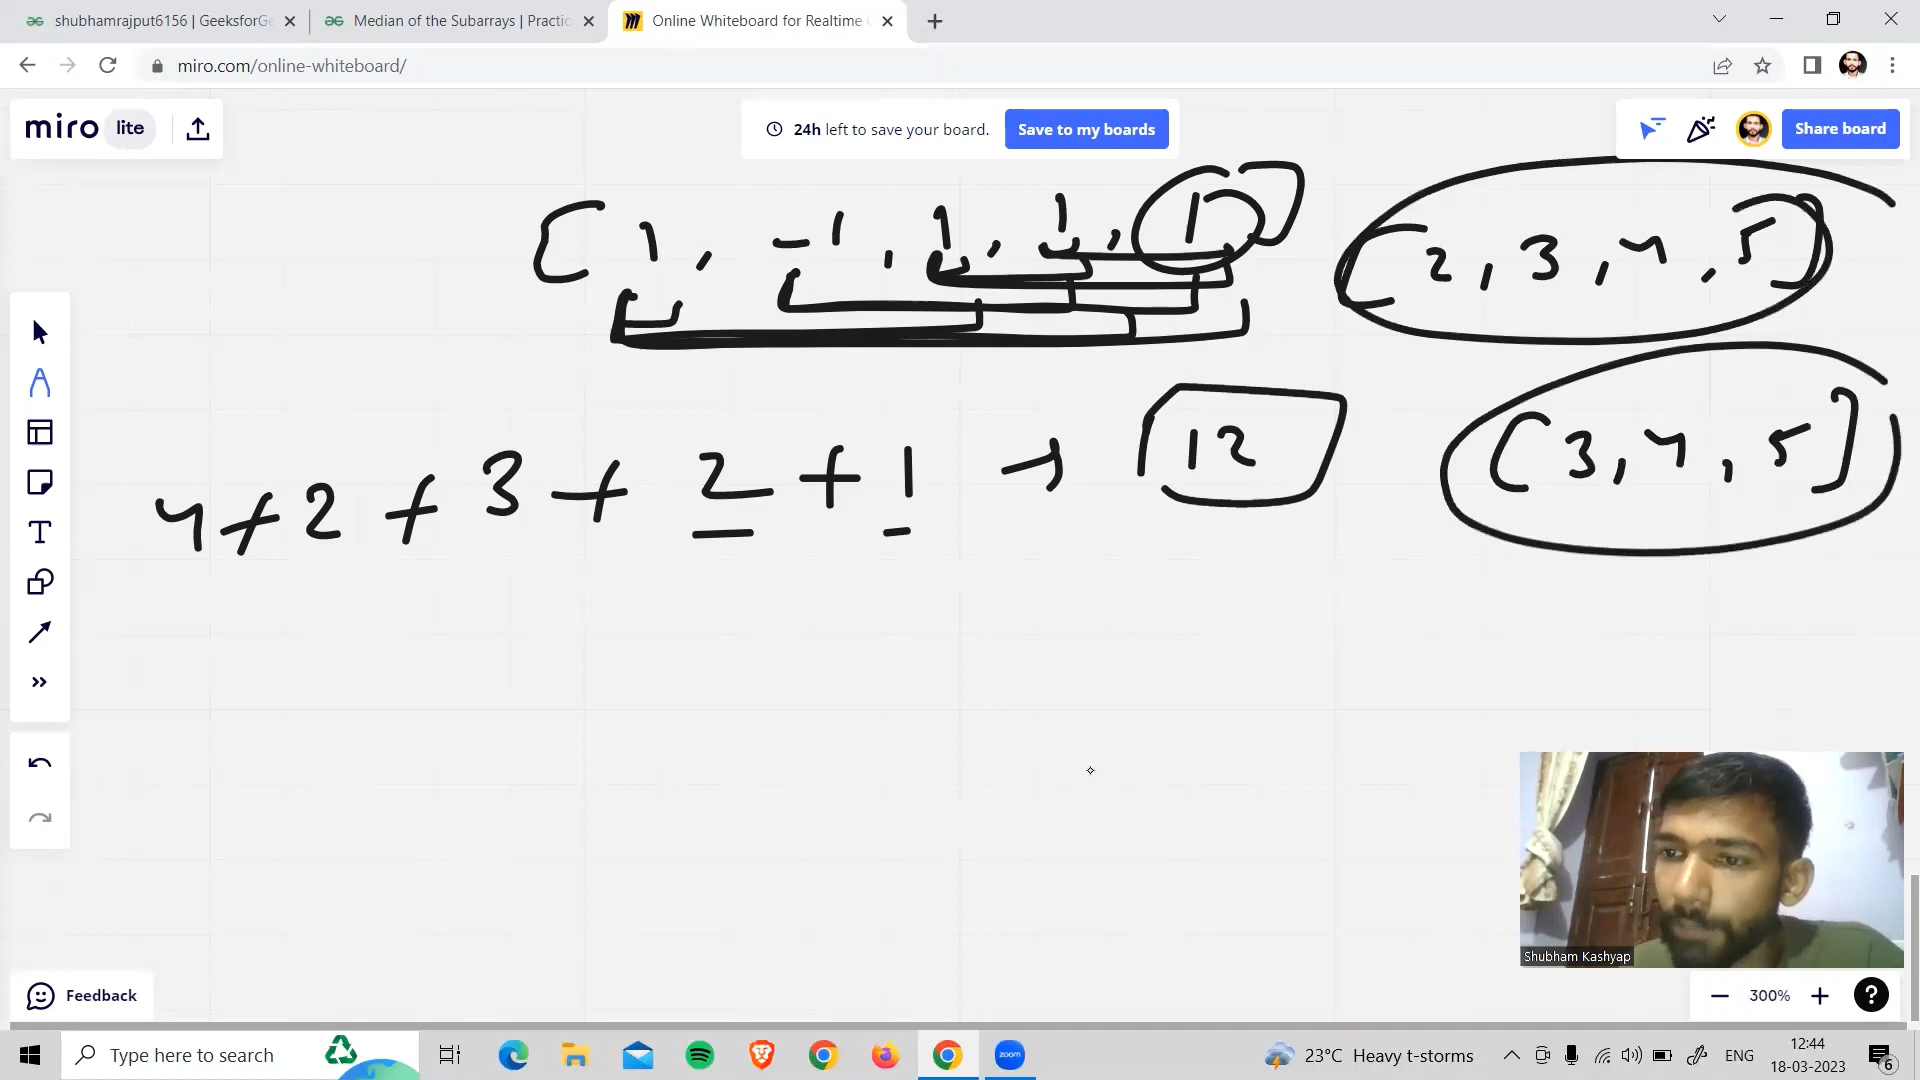 shubhamrajput6156 | GeeksforGe
Median of the Subarrays | Practic
Online Whiteboard for Realtime C
miro.com/online-whiteboard/
miro lite
24h left to save your board.
Save to my boards
Share board
[1, -1, 1, 1, 1]
[2, 3, 4, 5]
4 + 2 + 3 + 2 + 1 → 12
[3, 4, 5]
T
Shubham Kashyap
Feedback
300%
?
Type here to search
zoom
23°C Heavy t-storms
ENG
12:44
18-03-2023
6